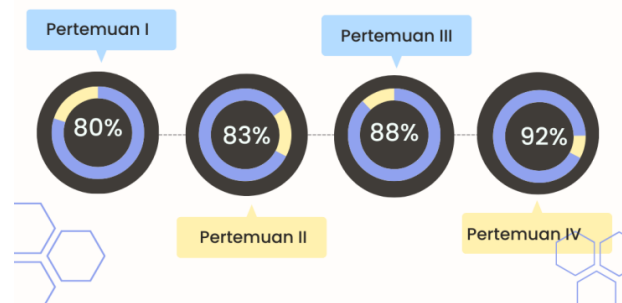 Pertemuan I
Pertemuan III
80%
83%
88%
92%
Pertemuan II
Pertemuan IV